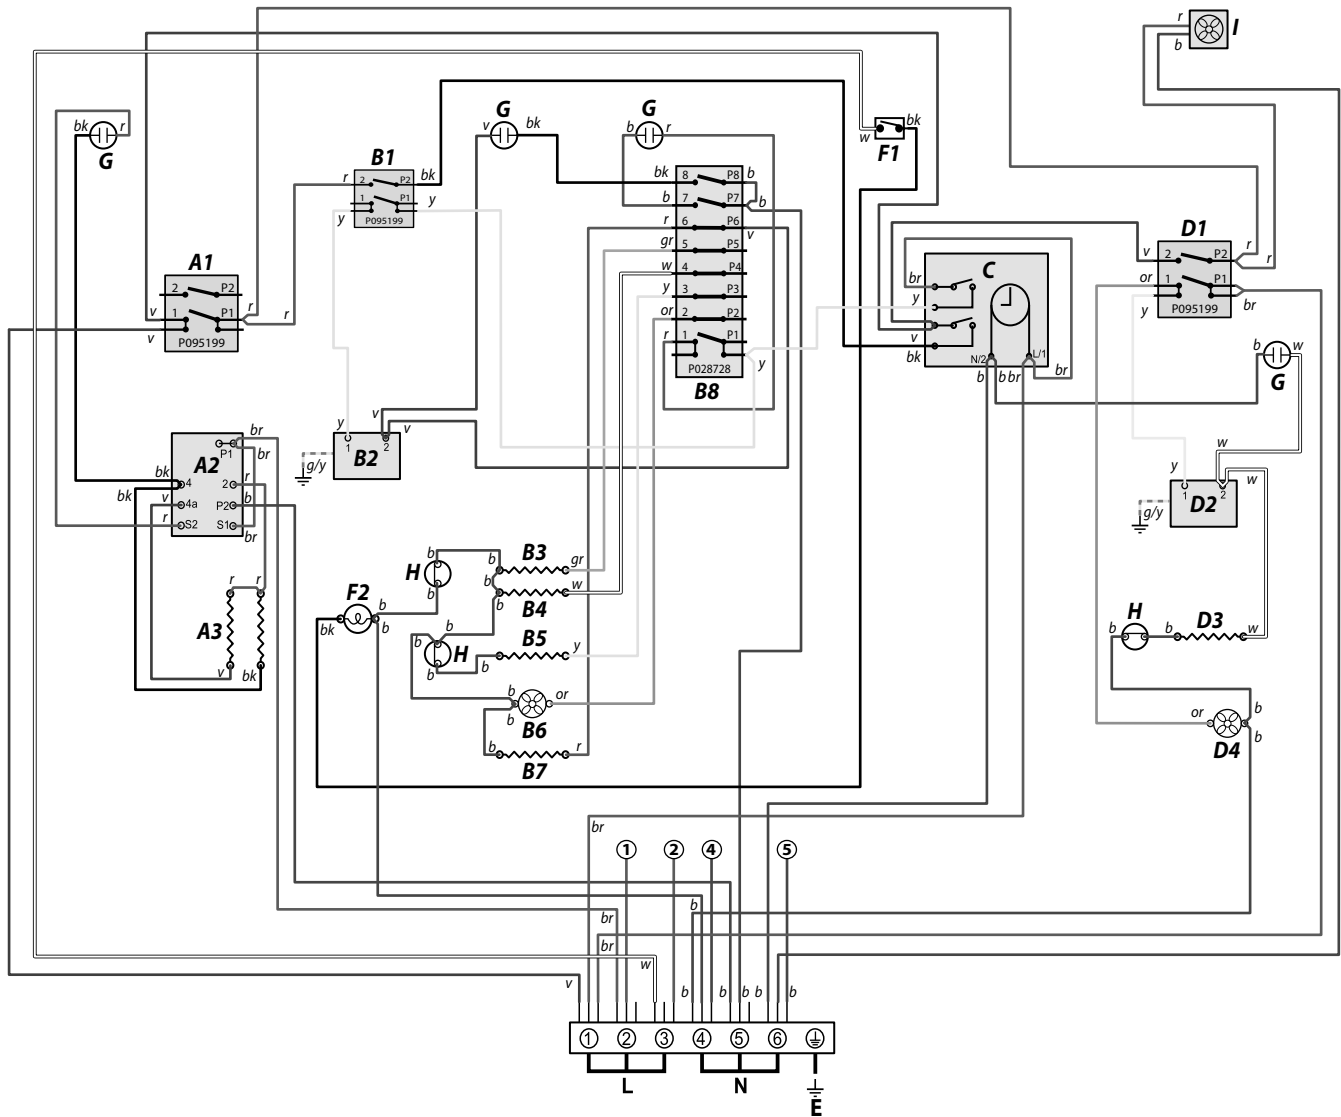 r
b
I
bk
r
G
v
G
bk
b
G
r
w
bk
F1
B1
r
2
P2
bk
1
P1
y
y
P095199
bk
8
P8
b
b
7
P7
b
r
6
P6
v
gr
5
P5
w
4
P4
y
3
P3
or
2
P2
r
1
P1
y
P028728
B8
A1
2
P2
r
v
1
P1
r
v
P095199
C
br
y
v
bk
N/2
L/1
b
b
br
br
D1
v
2
P2
r
r
or
1
P1
br
y
P095199
b
w
G
y
v
v
1
2
B2
g/y
br
P1
br
A2
bk
4
2
r
bk
v
4a
P2
b
r
S2
S1
br
w
y
w
1
2
D2
g/y
r
r
A3
v
bk
b
H
b
b
B3
gr
b
b
B4
w
F2
bk
b
b
b
b
H
b
b
B5
y
b
b
B6
or
b
B7
r
H
b
b
D3
w
or
b
b
D4
br
1
2
4
5
br
b
br
w
v
b
b
b
b
b
1
2
3
4
5
6
L
N
E